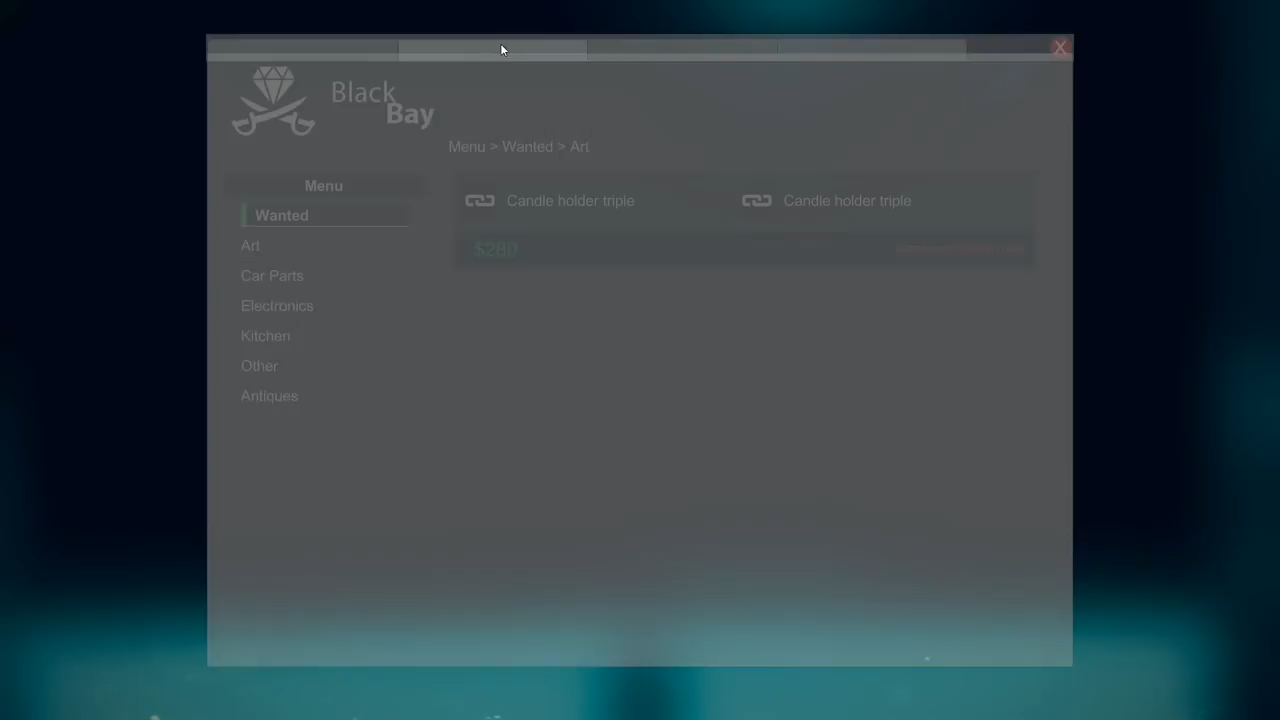 X
Black
Bay
Menu > Wanted > Art
Menu
Wanted
Candle holder triple
Candle holder triple
$280
Art
Car Parts
Electronics
Kitchen
Other
Antiques